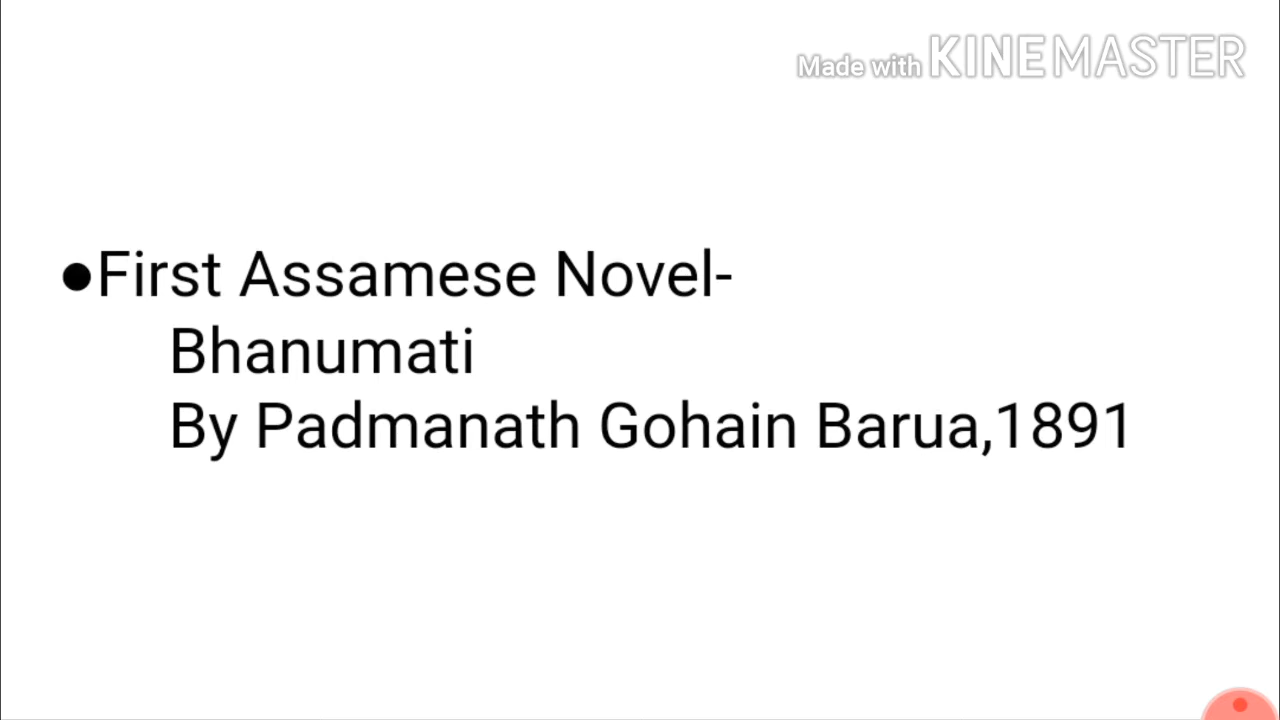 Made with KINEMASTER
●First Assamese Novel-
Bhanumati
By Padmanath Gohain Barua,1891